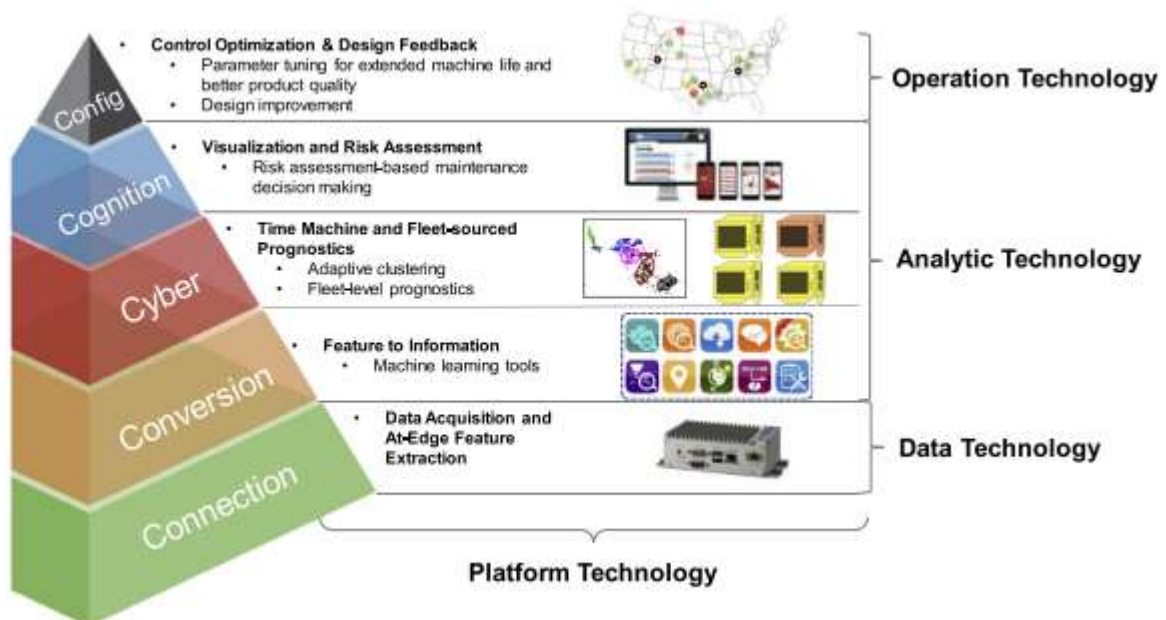 Config
Cognition
Cyber
Conversion
Connection
• Control Optimization & Design Feedback
• Parameter tuning for extended machine life and
better product quality
• Design improvement
• Visualization and Risk Assessment
• Risk assessment-based maintenance
decision making
• Time Machine and Fleet-sourced
Prognostics
• Adaptive clustering
• Fleet-level prognostics
• Feature to Information
• Machine learning tools
• Data Acquisition and
At-Edge Feature
Extraction
Operation Technology
Analytic Technology
Data Technology
Platform Technology